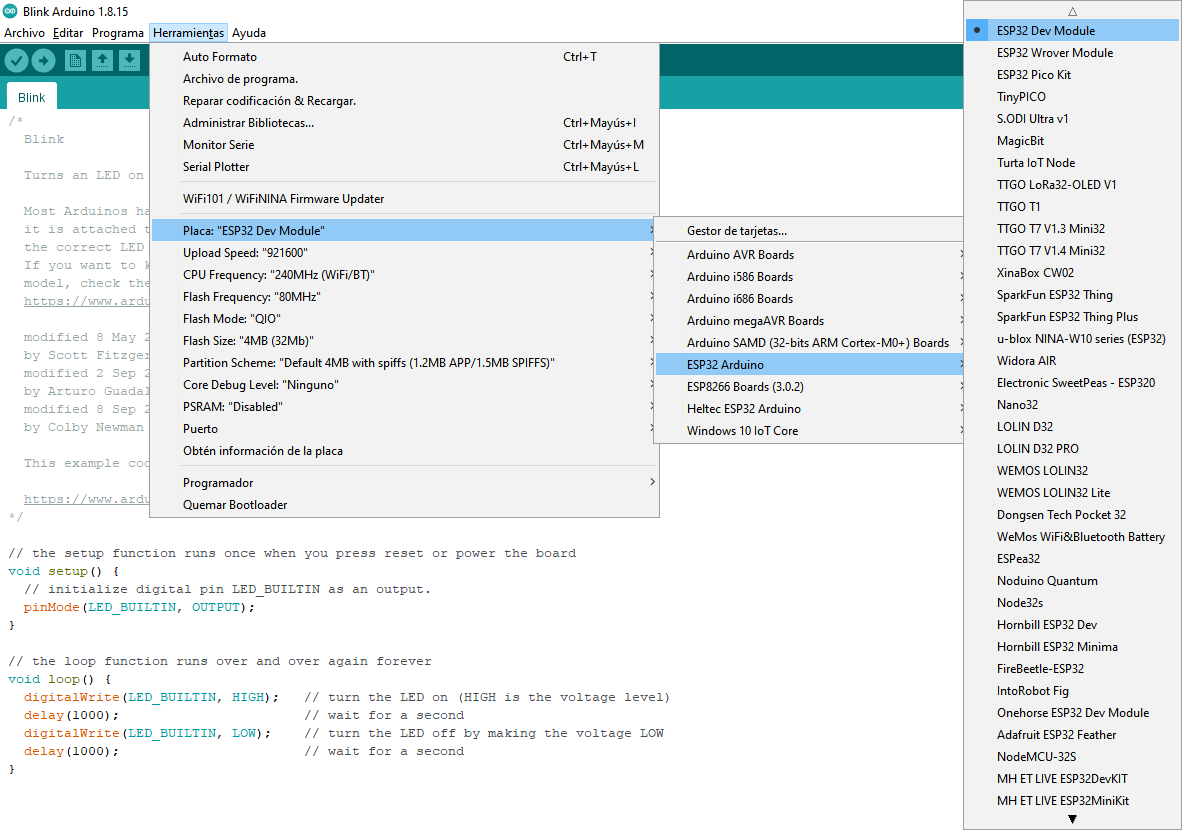 Blink Arduino 1.8.15
Archivo Editar Programa Herramientas Ayuda
Blink
/*
Blink
Turns an LED on
Most Arduinos ha
it is attached t
the correct LED
If you want to k
model, check the
https://www.ardu
modified 8 May 2
by Scott Fitzger
modified 2 Sep 2
by Arturo Guadal
modified 8 Sep 2
by Colby Newman
This example cod
https://www.ardu
*/
// the setup function runs once when you press reset or power the board
void setup() {
// initialize digital pin LED_BUILTIN as an output.
pinMode(LED_BUILTIN, OUTPUT);
}
// the loop function runs over and over again forever
void loop() {
digitalWrite(LED_BUILTIN, HIGH); // turn the LED on (HIGH is the voltage level)
delay(1000); // wait for a second
digitalWrite(LED_BUILTIN, LOW); // turn the LED off by making the voltage LOW
delay(1000); // wait for a second
}
Auto Formato Ctrl+T
Archivo de programa.
Reparar codificación & Recargar.
Administrar Bibliotecas... Ctrl+Mayús+I
Monitor Serie Ctrl+Mayús+M
Serial Plotter Ctrl+Mayús+L
WiFi101 / WiFiNINA Firmware Updater
Placa: "ESP32 Dev Module"
Upload Speed: "921600"
CPU Frequency: "240MHz (WiFi/BT)"
Flash Frequency: "80MHz"
Flash Mode: "QIO"
Flash Size: "4MB (32Mb)"
Partition Scheme: "Default 4MB with spiffs (1.2MB APP/1.5MB SPIFFS)"
Core Debug Level: "Ninguno"
PSRAM: "Disabled"
Puerto
Obtén información de la placa
Programador
Quemar Bootloader
Gestor de tarjetas...
Arduino AVR Boards
Arduino i586 Boards
Arduino i686 Boards
Arduino megaAVR Boards
Arduino SAMD (32-bits ARM Cortex-M0+) Boards
ESP32 Arduino
ESP8266 Boards (3.0.2)
Heltec ESP32 Arduino
Windows 10 IoT Core
ESP32 Dev Module
ESP32 Wrover Module
ESP32 Pico Kit
TinyPICO
S.ODI Ultra v1
MagicBit
Turta IoT Node
TTGO LoRa32-OLED V1
TTGO T1
TTGO T7 V1.3 Mini32
TTGO T7 V1.4 Mini32
XinaBox CW02
SparkFun ESP32 Thing
SparkFun ESP32 Thing Plus
u-blox NINA-W10 series (ESP32)
Widora AIR
Electronic SweetPeas - ESP320
Nano32
LOLIN D32
LOLIN D32 PRO
WEMOS LOLIN32
WEMOS LOLIN32 Lite
Dongsen Tech Pocket 32
WeMos WiFi&Bluetooth Battery
ESPea32
Noduino Quantum
Node32s
Hornbill ESP32 Dev
Hornbill ESP32 Minima
FireBeetle-ESP32
IntoRobot Fig
Onehorse ESP32 Dev Module
Adafruit ESP32 Feather
NodeMCU-32S
MH ET LIVE ESP32DevKIT
MH ET LIVE ESP32MiniKit